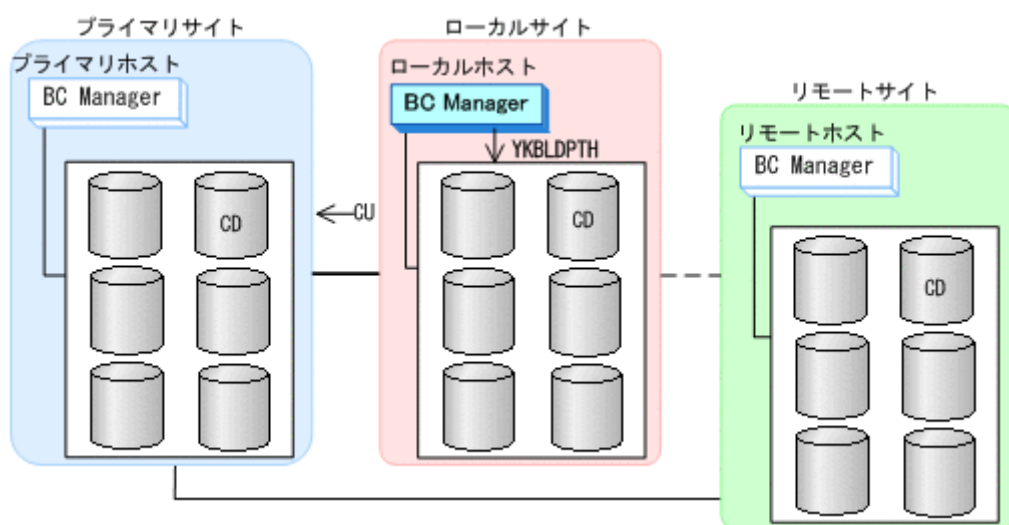 プライマリサイト
プライマリホスト
BC Manager
CD
←CU
ローカルサイト
ローカルホスト
BC Manager
YKBLDPTH
CD
リモートサイト
リモートホスト
BC Manager
CD